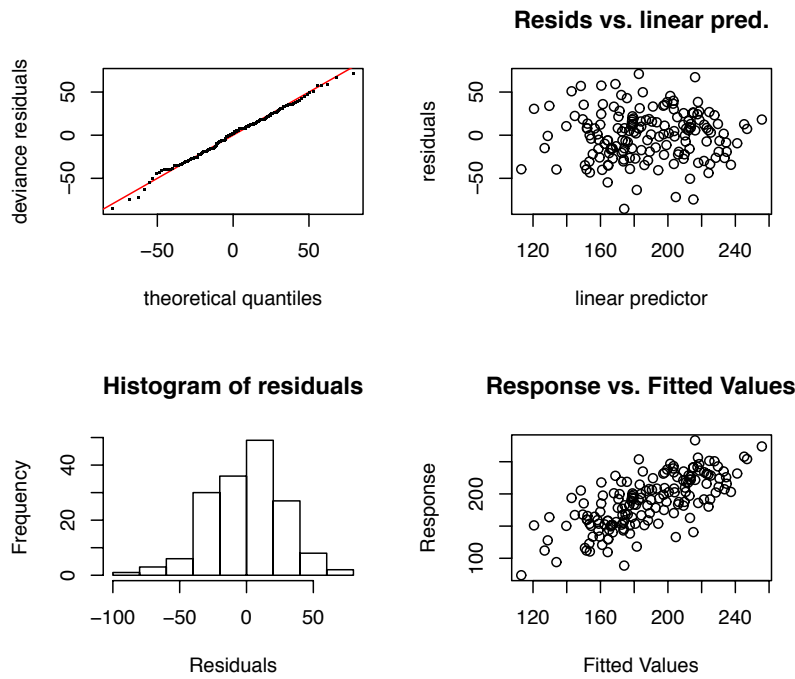 deviance residuals
50
0
−50
−50 0 50
theoretical quantiles
Resids vs. linear pred.
residuals
50
0
−50
120 160 200 240
linear predictor
Histogram of residuals
Frequency
40
20
0
−100 −50 0 50
Residuals
Response vs. Fitted Values
Response
200
100
120 160 200 240
Fitted Values